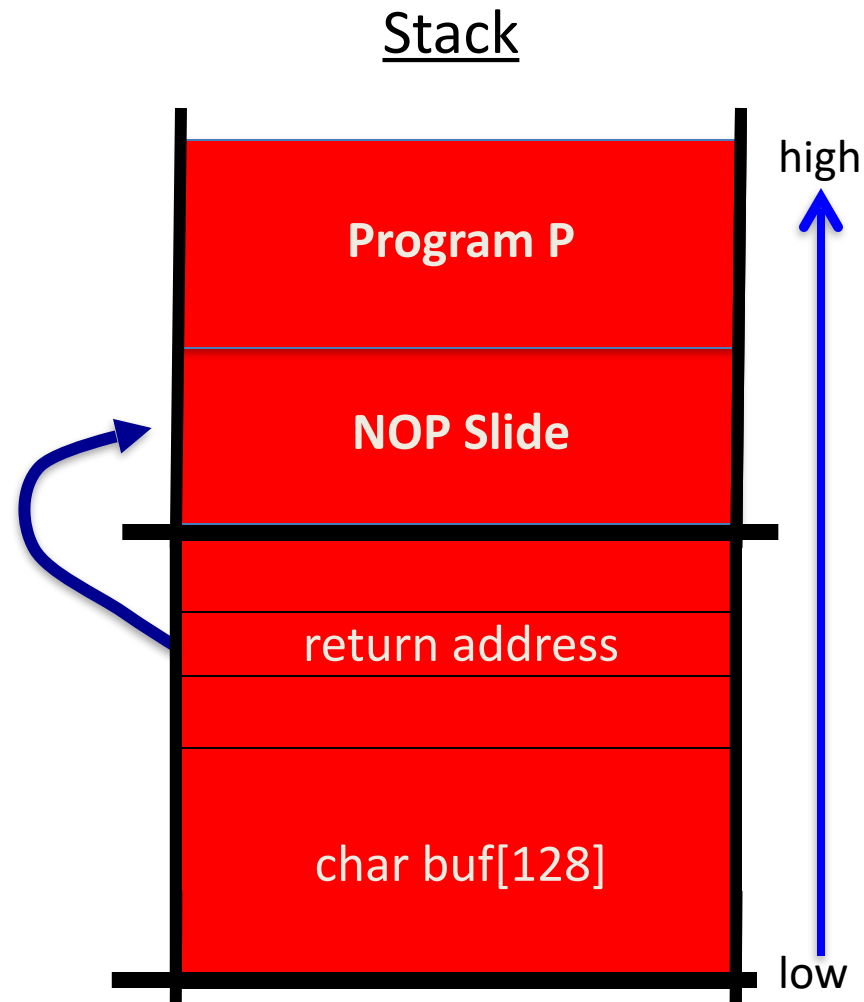 Stack
high
Program P
NOP Slide
return address
char buf[128]
low